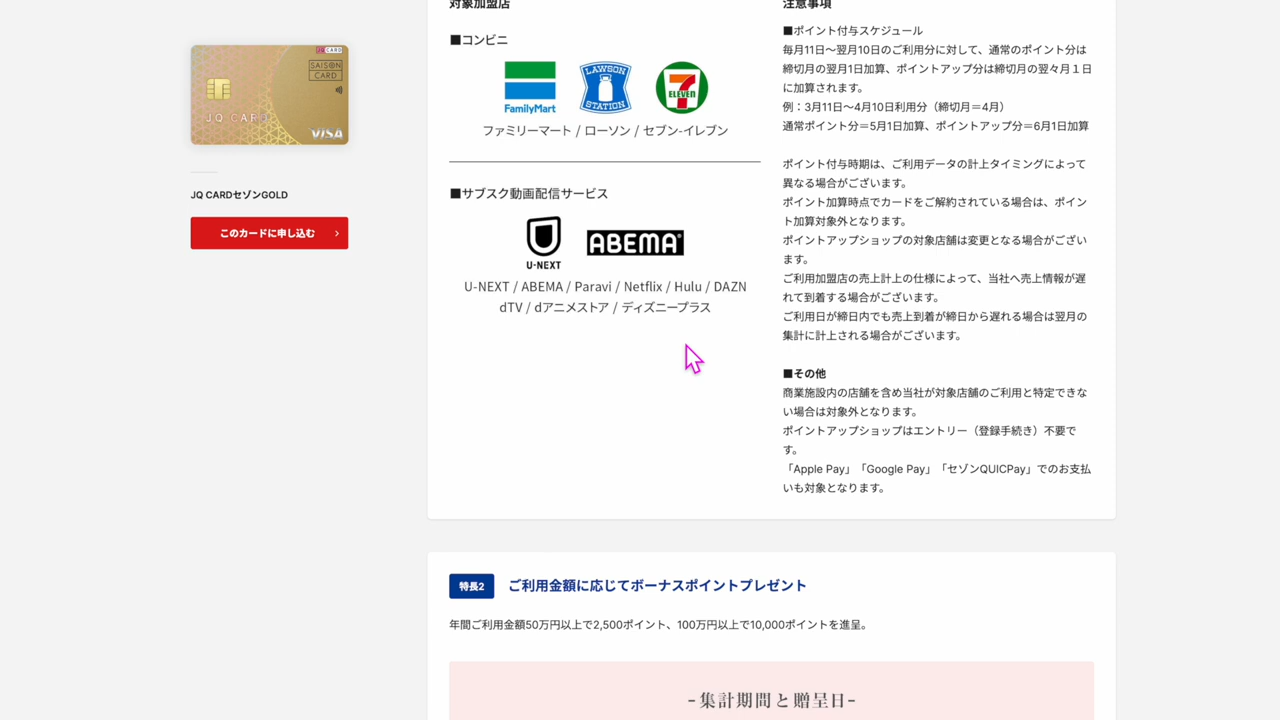 JQ CARD
SAISON
CARD
JQ CARD
VISA
JQ CARDセゾンGOLD
このカードに申し込む
対象加盟店
■コンビニ
FamilyMart
LAWSON
STATION
7
ELEVEN
ファミリーマート / ローソン / セブン-イレブン
■サブスク動画配信サービス
U-NEXT
ABEMA
U-NEXT / ABEMA / Paravi / Netflix / Hulu / DAZN
dTV / dアニメストア / ディズニープラス
注意事項
■ポイント付与スケジュール
毎月11日～翌月10日のご利用分に対して、通常のポイント分は
締切月の翌月1日加算、ポイントアップ分は締切月の翌々月１日
に加算されます。
例：3月11日～4月10日利用分（締切月＝4月）
通常ポイント分＝5月1日加算、ポイントアップ分＝6月1日加算
ポイント付与時期は、ご利用データの計上タイミングによって
異なる場合がございます。
ポイント加算時点でカードをご解約されている場合は、ポイン
ト加算対象外となります。
ポイントアップショップの対象店舗は変更となる場合がござい
ます。
ご利用加盟店の売上計上の仕様によって、当社へ売上情報が遅
れて到着する場合がございます。
ご利用日が締日内でも売上到着が締日から遅れる場合は翌月の
集計に計上される場合がございます。
■その他
商業施設内の店舗を含め当社が対象店舗のご利用と特定できな
い場合は対象外となります。
ポイントアップショップはエントリー（登録手続き）不要で
す。
「Apple Pay」「Google Pay」「セゾンQUICPay」でのお支払
いも対象となります。
特長2
ご利用金額に応じてボーナスポイントプレゼント
年間ご利用金額50万円以上で2,500ポイント、100万円以上で10,000ポイントを進呈。
-集計期間と贈呈日-